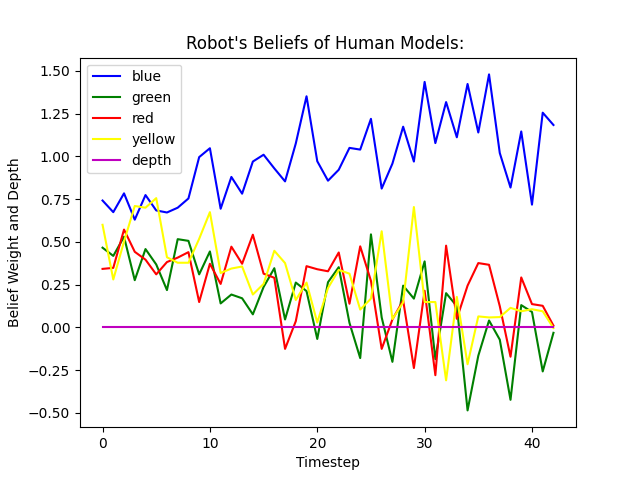 Robot's Beliefs of Human Models:
blue
green
red
yellow
depth
1.50
1.25
1.00
0.75
0.50
0.25
0.00
−0.25
−0.50
Belief Weight and Depth
0 10 20 30 40
Timestep